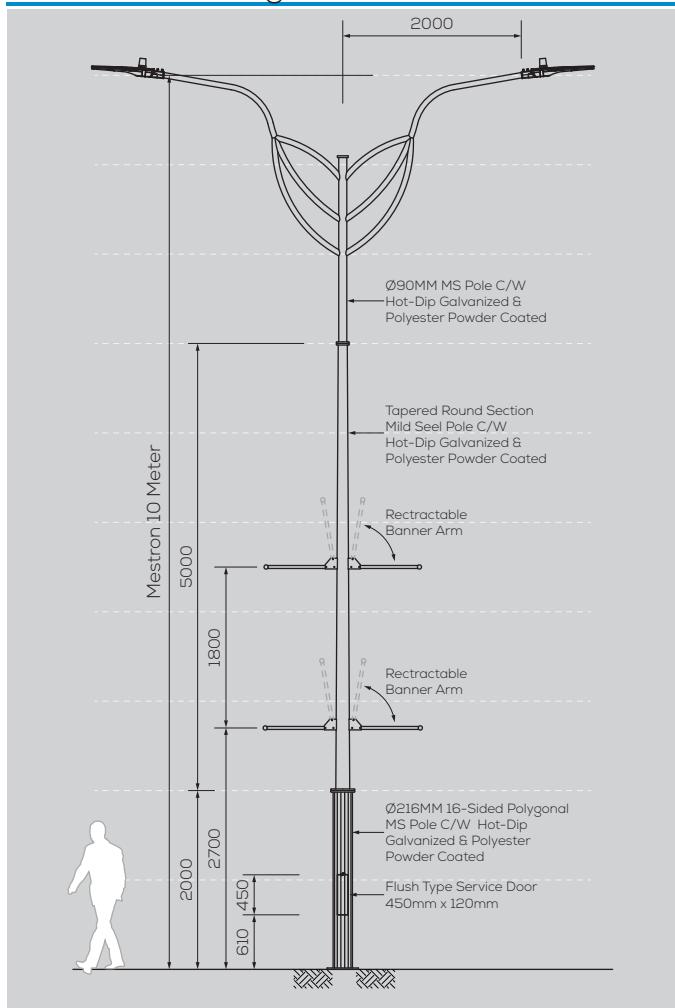 2000
Ø90MM MS Pole C/W
Hot-Dip Galvanized &
Polyester Powder Coated
Tapered Round Section
Mild Seel Pole C/W
Hot-Dip Galvanized &
Polyester Powder Coated
Mestron 10 Meter
5000
Rectractable
Banner Arm
1800
Rectractable
Banner Arm
Ø216MM 16-Sided Polygonal
MS Pole C/W Hot-Dip
Galvanized & Polyester
Powder Coated
2000
2700
450
Flush Type Service Door
450mm x 120mm
610